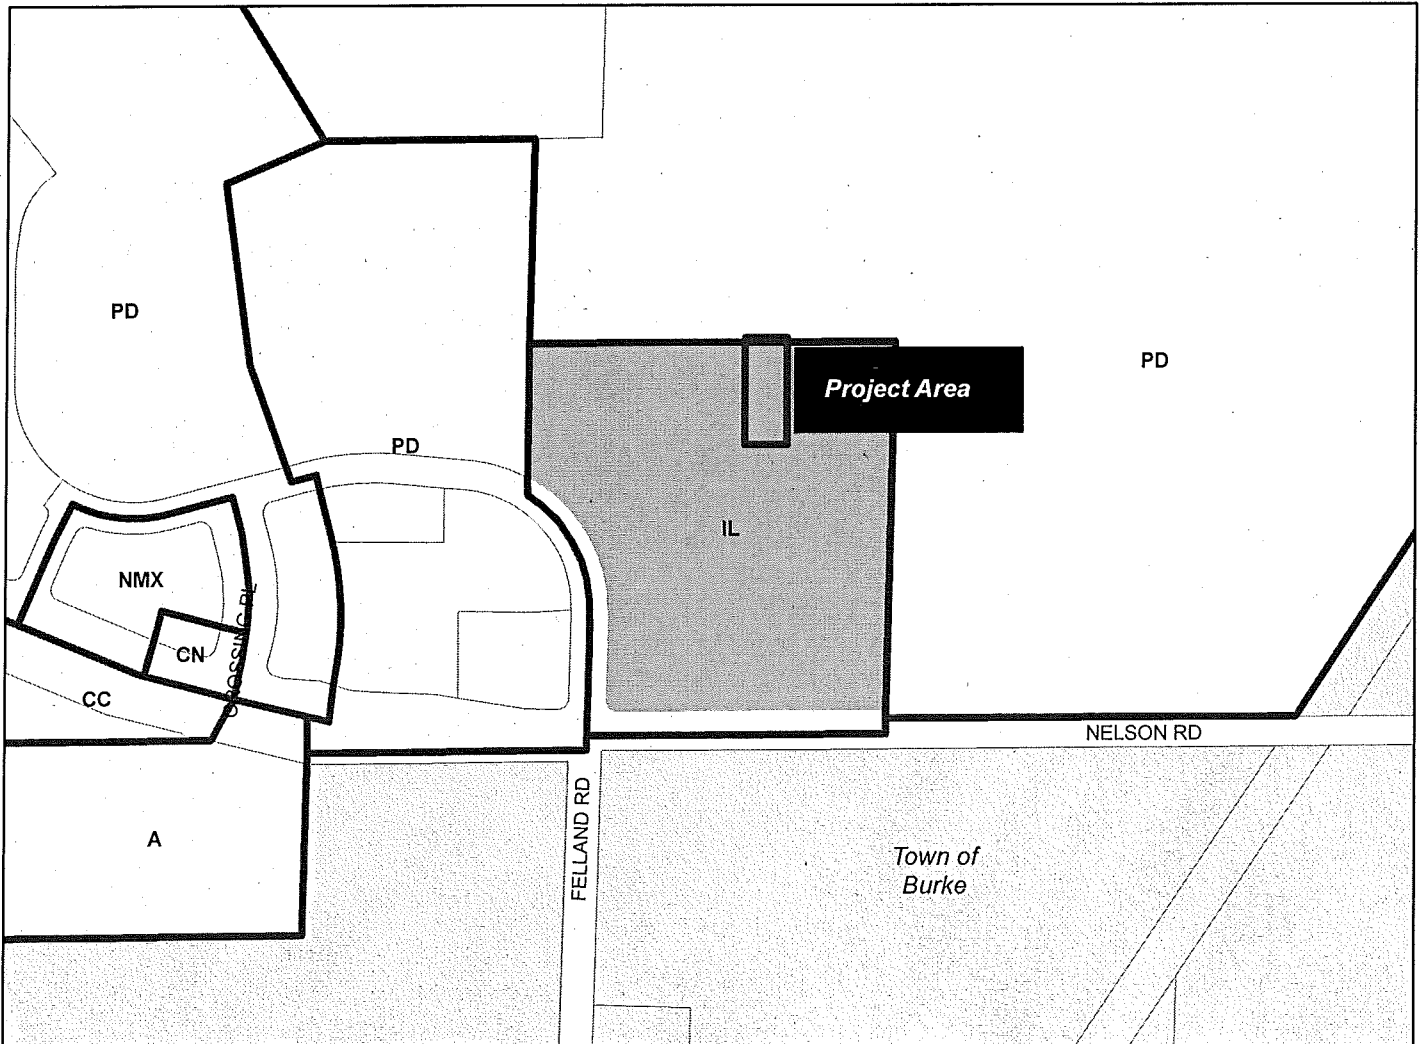 PD
Project Area
PD
PD
IL
NMX
CROSSING PL
CN
CC
NELSON RD
FELLAND RD
A
Town of
Burke